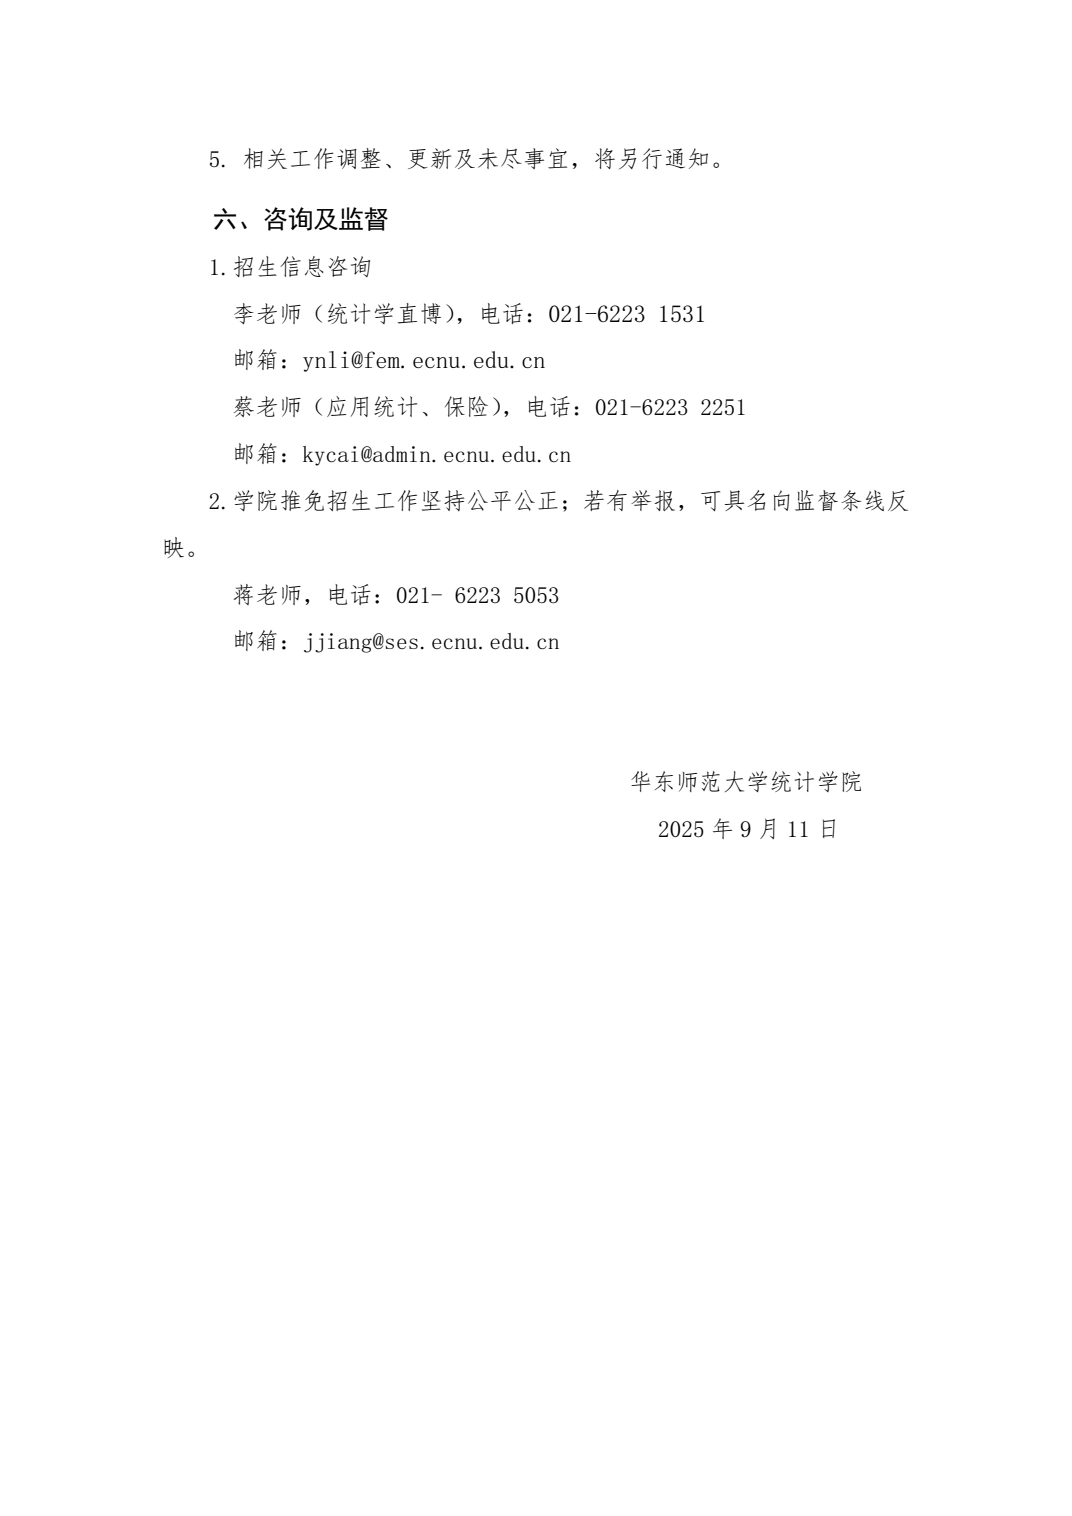 5. 相关工作调整、更新及未尽事宜，将另行通知。
六、咨询及监督
1.招生信息咨询
李老师（统计学直博），电话：021-6223 1531
邮箱：ynli@fem.ecnu.edu.cn
蔡老师（应用统计、保险），电话：021-6223 2251
邮箱：kycai@admin.ecnu.edu.cn
2.学院推免招生工作坚持公平公正；若有举报，可具名向监督条线反
映。
蒋老师，电话：021- 6223 5053
邮箱：jjiang@ses.ecnu.edu.cn
华东师范大学统计学院
2025 年 9 月 11 日